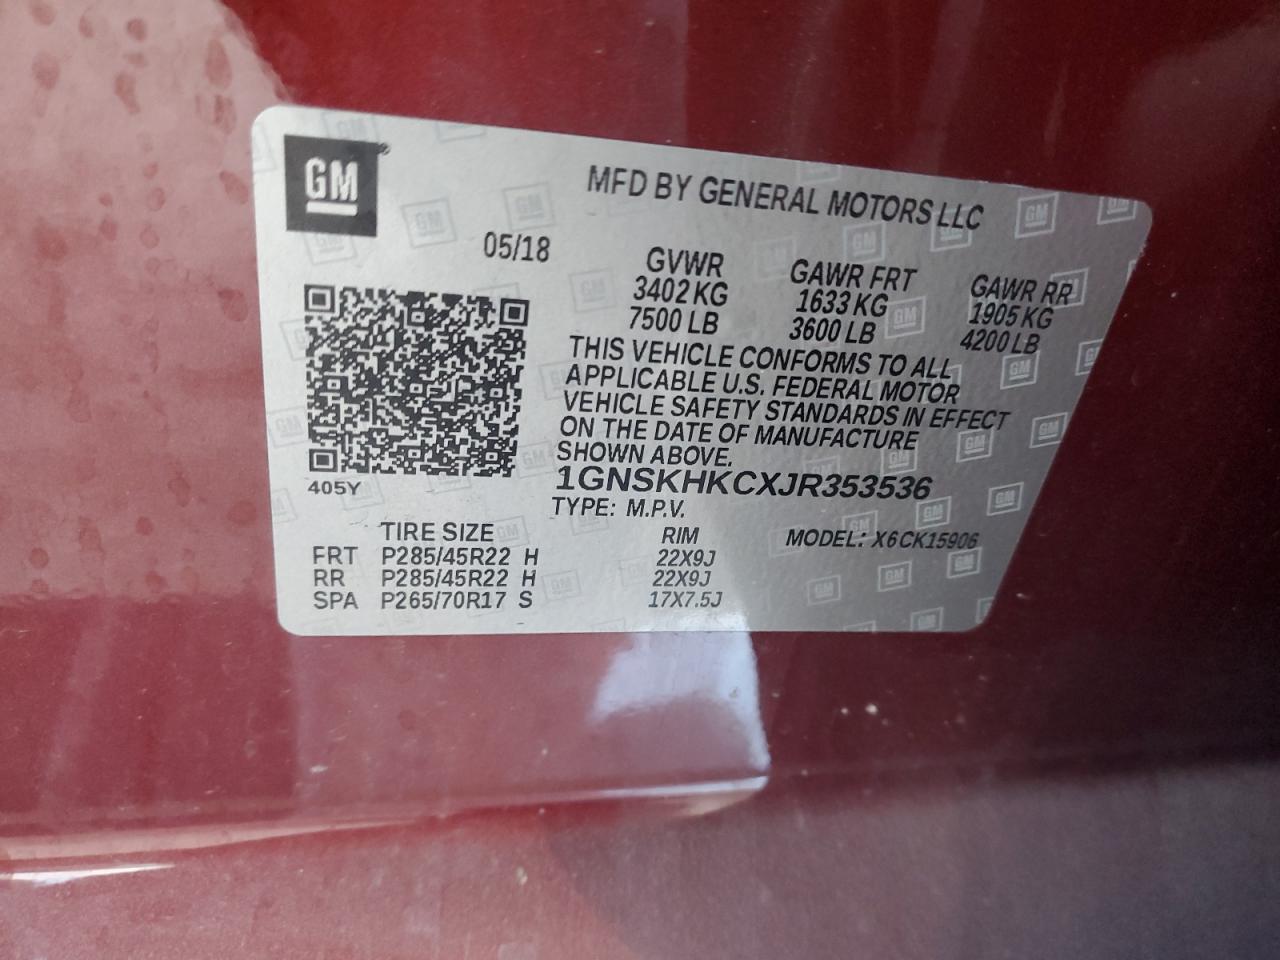 GM
MFD BY GENERAL MOTORS LLC
05/18
GVWR GAWR FRT GAWR RR
3402 KG 1633 KG 1905 KG
7500 LB 3600 LB 4200 LB
THIS VEHICLE CONFORMS TO ALL
APPLICABLE U.S. FEDERAL MOTOR
VEHICLE SAFETY STANDARDS IN EFFECT
ON THE DATE OF MANUFACTURE
SHOWN ABOVE.
405Y
1GNSKHKCXJR353536
TYPE: M.P.V.
TIRE SIZE RIM MODEL: X6CK15906
FRT P285/45R22 H 22X9J
RR P285/45R22 H 22X9J
SPA P265/70R17 S 17X7.5J